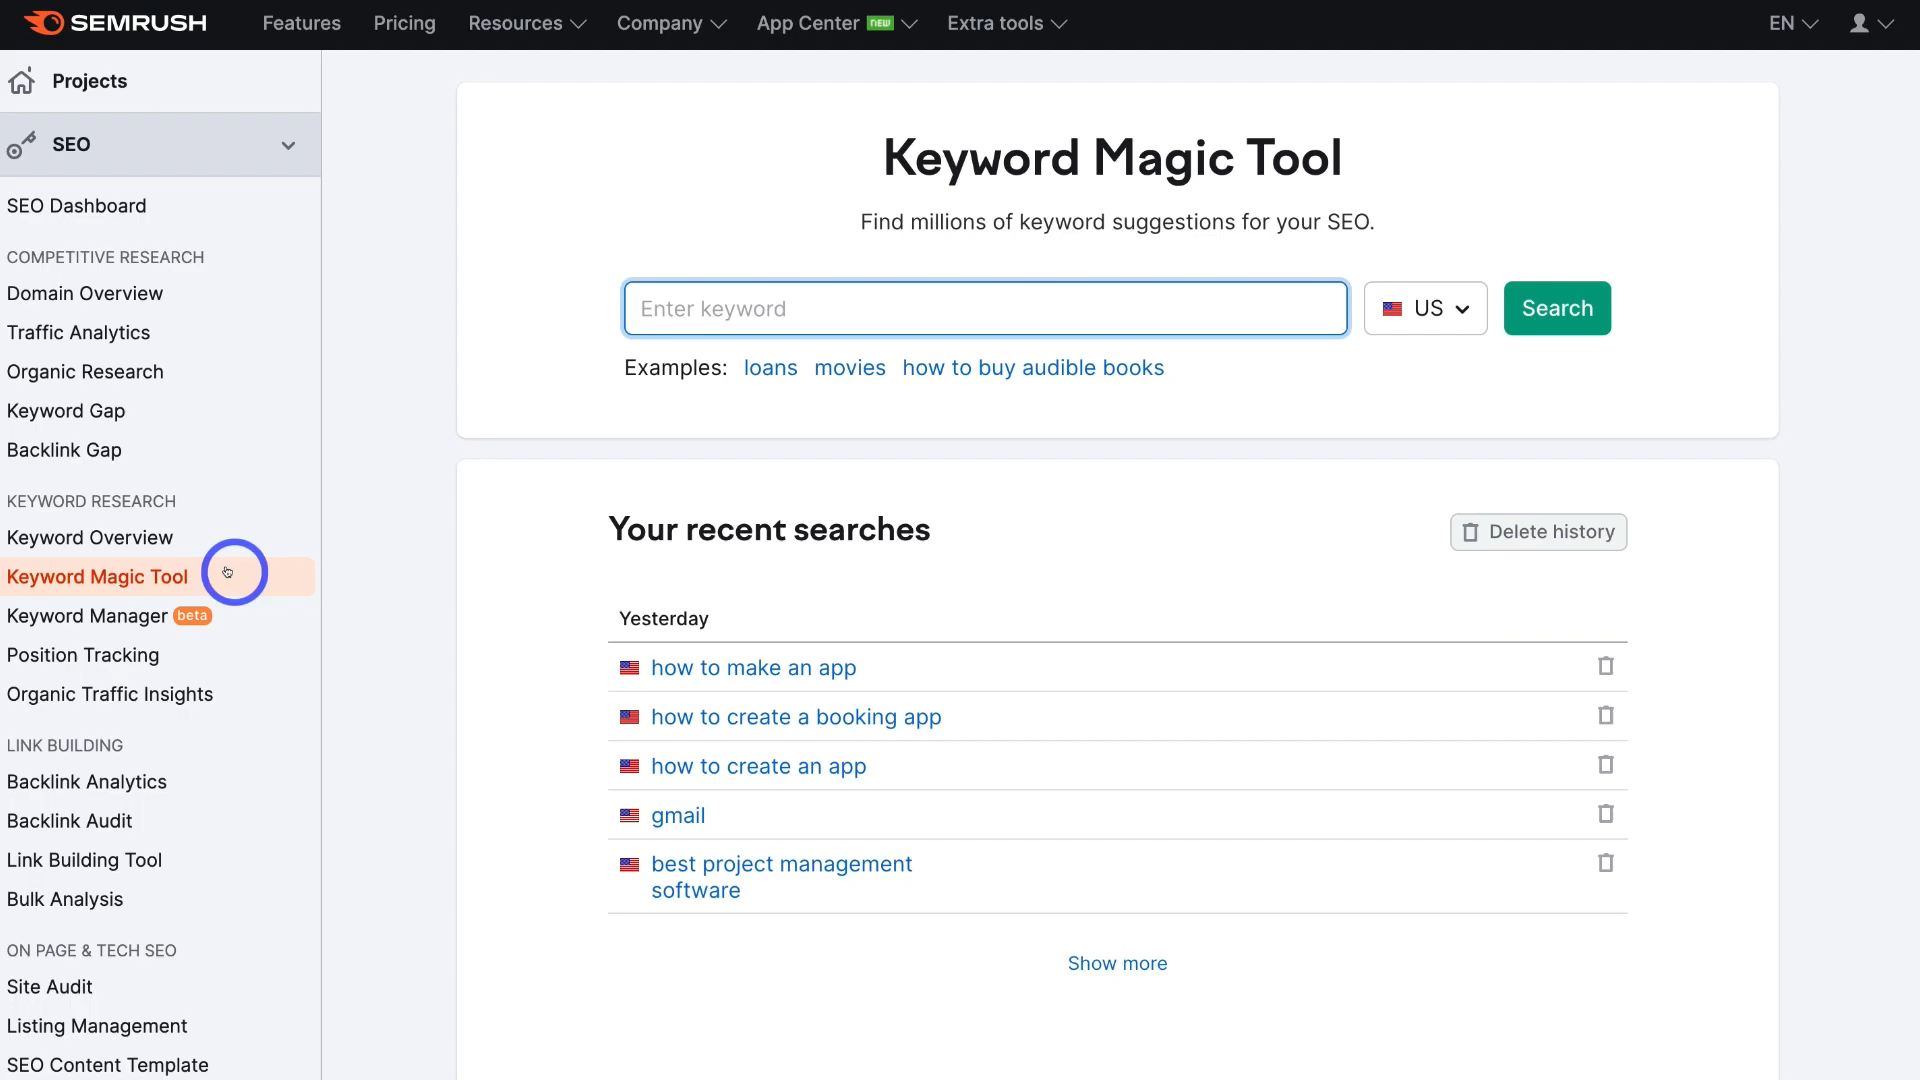 SEMRUSH
Features
Pricing
Resources
Company
App Center NEW
Extra tools
EN
Projects
SEO
SEO Dashboard
COMPETITIVE RESEARCH
Domain Overview
Traffic Analytics
Organic Research
Keyword Gap
Backlink Gap
KEYWORD RESEARCH
Keyword Overview
Keyword Magic Tool
Keyword Manager beta
Position Tracking
Organic Traffic Insights
LINK BUILDING
Backlink Analytics
Backlink Audit
Link Building Tool
Bulk Analysis
ON PAGE & TECH SEO
Site Audit
Listing Management
SEO Content Template
Keyword Magic Tool
Find millions of keyword suggestions for your SEO.
Enter keyword
US
Search
Examples: loans movies how to buy audible books
Your recent searches
Delete history
Yesterday
how to make an app
how to create a booking app
how to create an app
gmail
best project management
software
Show more